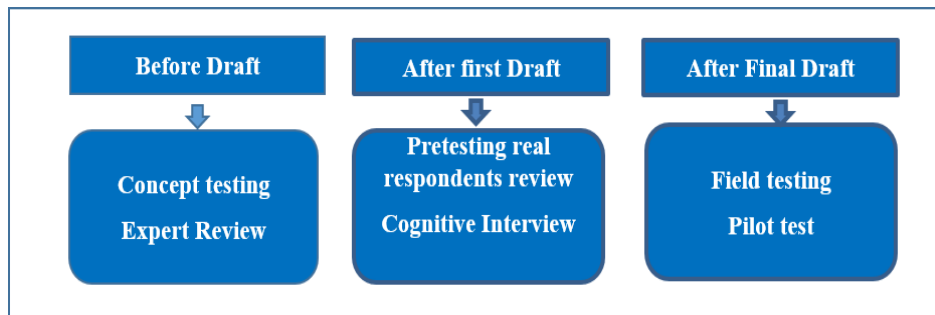 Before Draft
Concept testing
Expert Review
After first Draft
Pretesting real
respondents review
Cognitive Interview
After Final Draft
Field testing
Pilot test